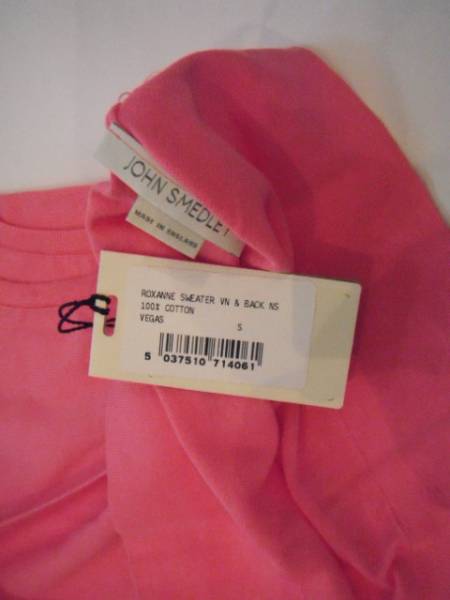 JOHN SMEDLEY
MADE IN ENGLAND
ROXANNE SWEATER VN & BACK NS
100% COTTON
VEGAS S
5 037510 714061